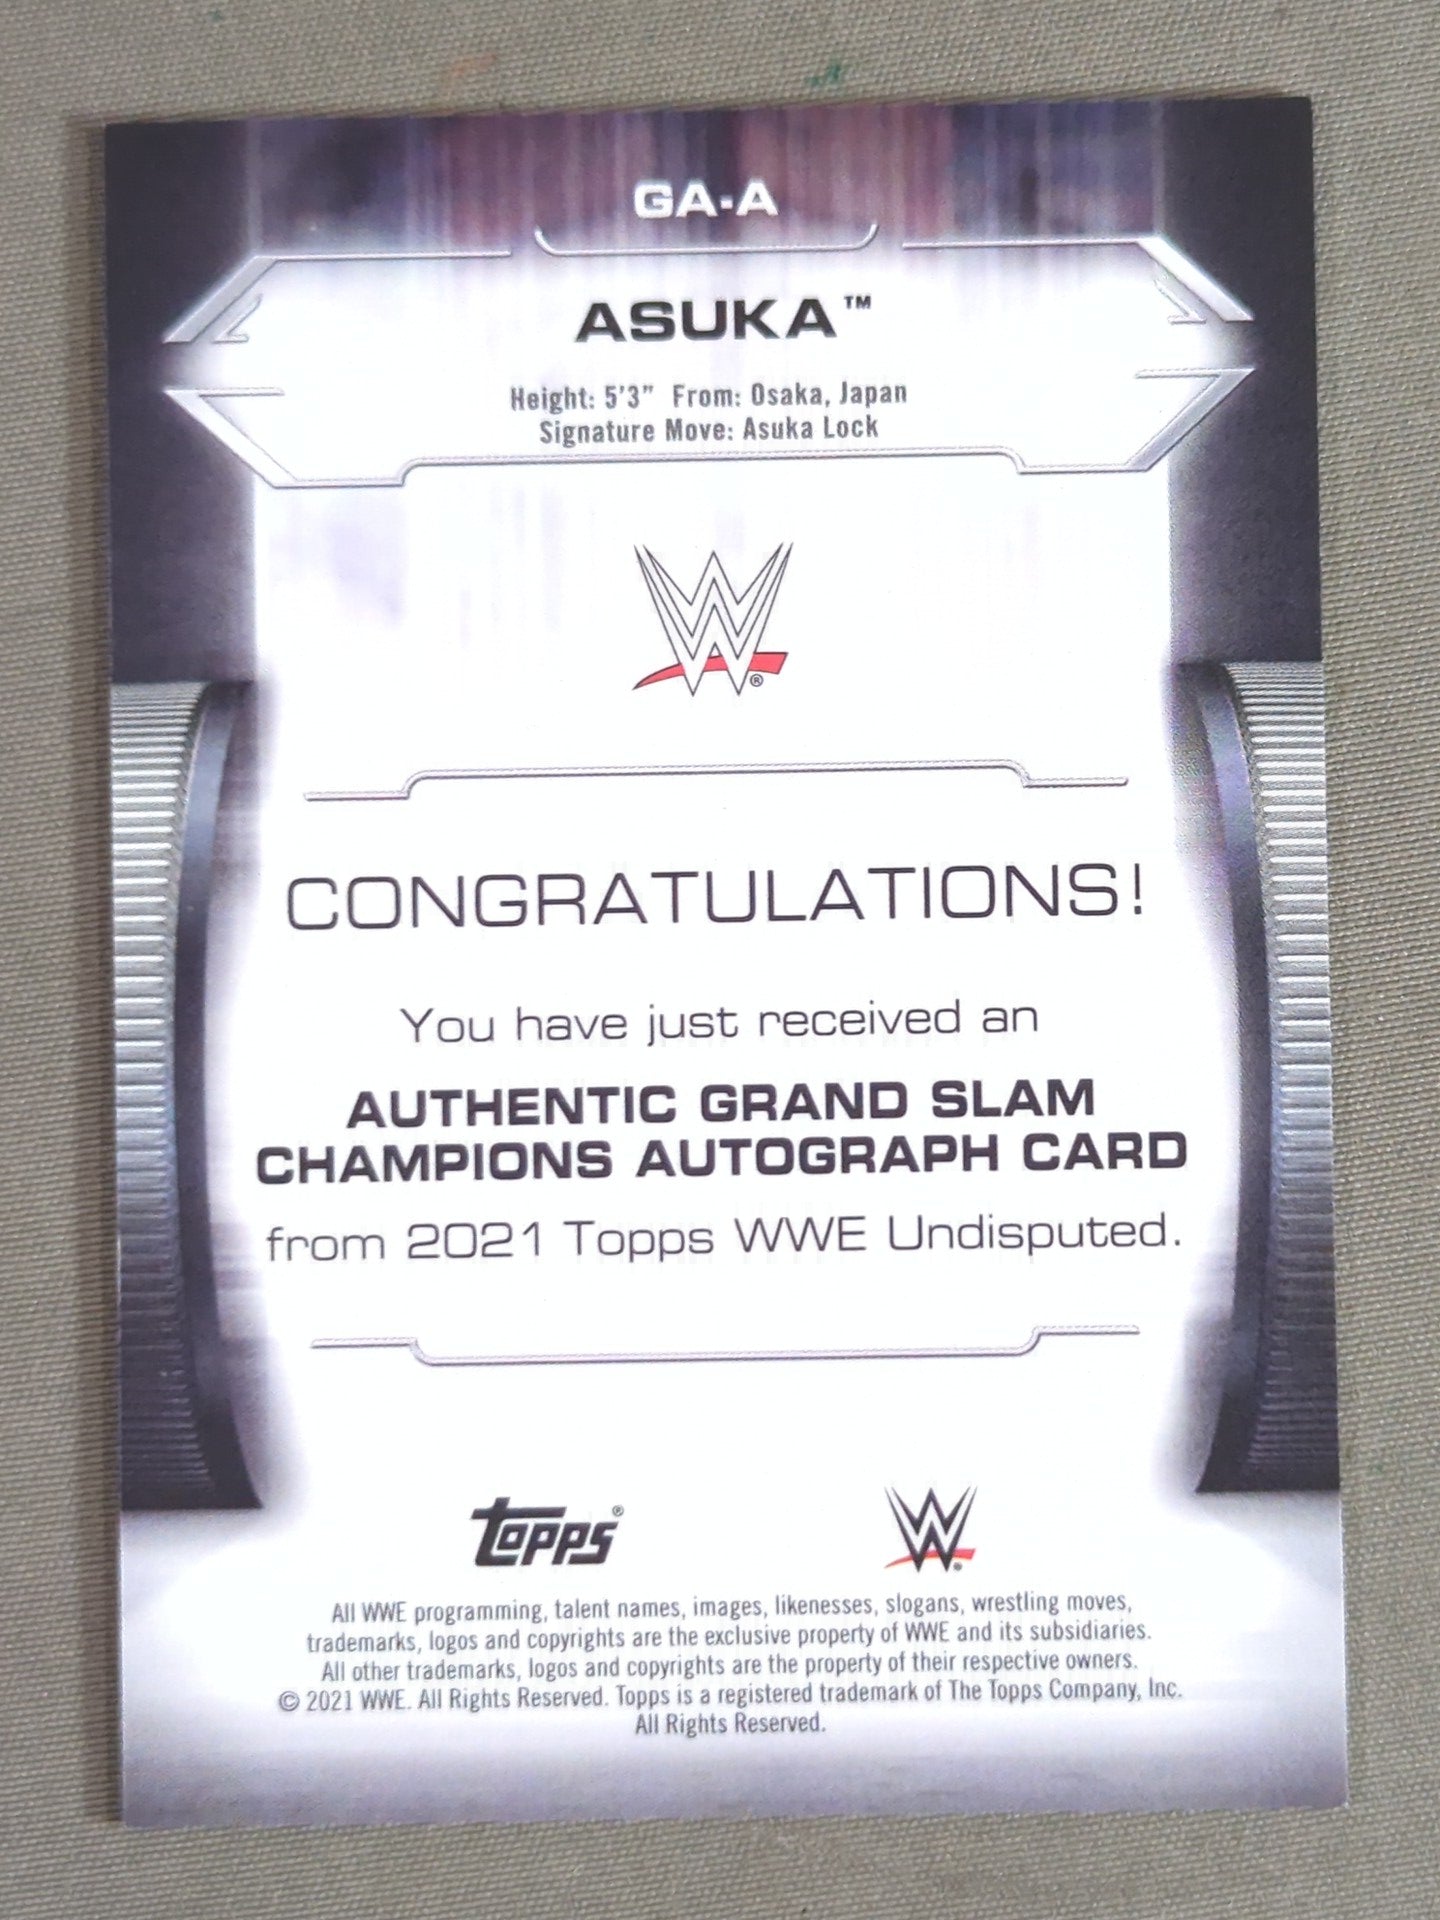 GA-A
ASUKA™
Height: 5'3" From: Osaka, Japan
Signature Move: Asuka Lock
W®
CONGRATULATIONS!
You have just received an
AUTHENTIC GRAND SLAM
CHAMPIONS AUTOGRAPH CARD
from 2021 Topps WWE Undisputed.
topps® W®
All WWE programming, talent names, images, likenesses, slogans, wrestling moves,
trademarks, logos and copyrights are the exclusive property of WWE and its subsidiaries.
All other trademarks, logos and copyrights are the property of their respective owners.
© 2021 WWE. All Rights Reserved. Topps is a registered trademark of The Topps Company, Inc.
All Rights Reserved.